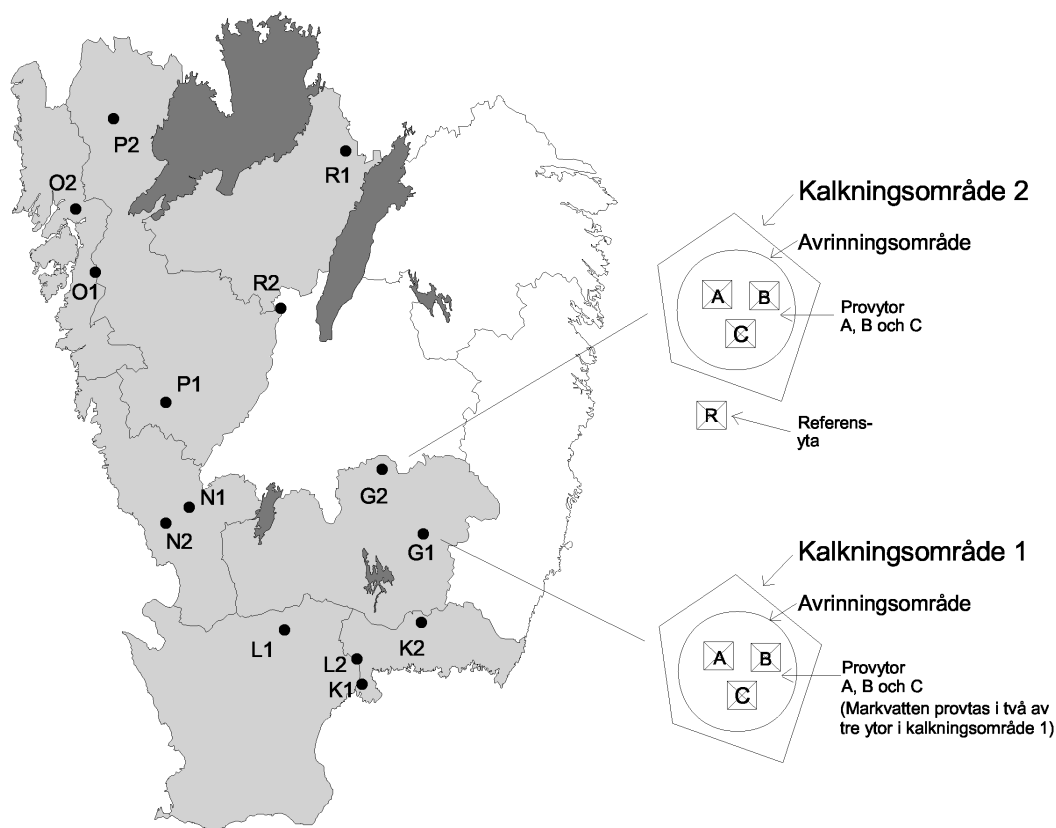 P2
R1
O2
O1
R2
P1
N1
N2
G2
G1
L1
K2
L2
K1
Kalkningsområde 2
Avrinningsområde
A
B
C
Provytor
A, B och C
R
Referens-
yta
Kalkningsområde 1
Avrinningsområde
A
B
C
Provytor
A, B och C
(Markvatten provtas i två av
tre ytor i kalkningsområde 1)